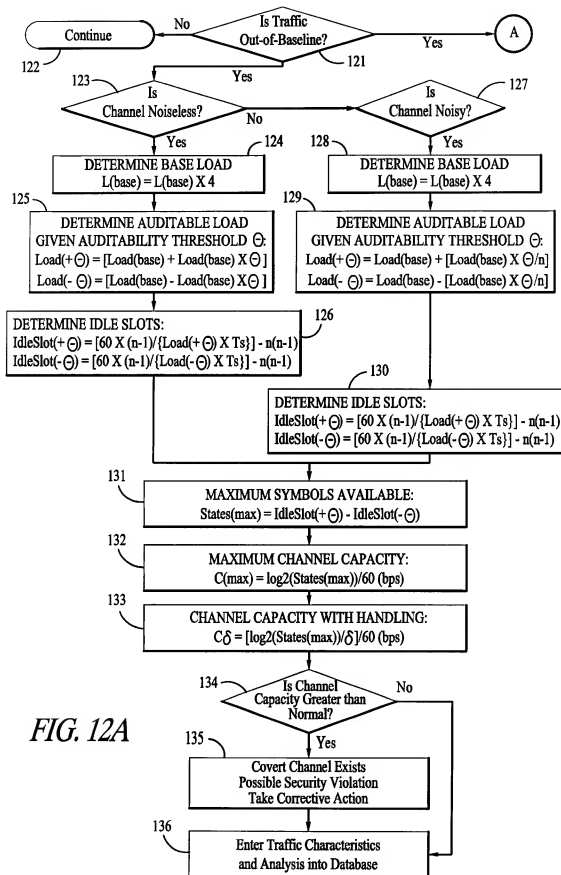 Is Traffic
Out-of-Baseline?
No
Continue
122
Yes
A
121
Yes
123
Is
Channel Noiseless?
No
127
Is
Channel Noisy?
Yes
124
Yes
128
DETERMINE BASE LOAD
L(base) = L(base) X 4
DETERMINE BASE LOAD
L(base) = L(base) X 4
125
DETERMINE AUDITABLE LOAD
GIVEN AUDITABILITY THRESHOLD Θ:
Load(+Θ) = [Load(base) + Load(base) XΘ]
Load(-Θ) = [Load(base) - Load(base) XΘ]
129
DETERMINE AUDITABLE LOAD
GIVEN AUDITABILITY THRESHOLD Θ:
Load(+Θ) = Load(base) + [Load(base) XΘ/n]
Load(-Θ) = Load(base) - [Load(base) XΘ/n]
126
DETERMINE IDLE SLOTS:
IdleSlot(+Θ) = [60 X (n-1)/{Load(+Θ) X Ts}] - n(n-1)
IdleSlot(-Θ) = [60 X (n-1)/{Load(-Θ) X Ts}] - n(n-1)
130
DETERMINE IDLE SLOTS:
IdleSlot(+Θ) = [60 X (n-1)/{Load(+Θ) X Ts}] - n(n-1)
IdleSlot(-Θ) = [60 X (n-1)/{Load(-Θ) X Ts}] - n(n-1)
131
MAXIMUM SYMBOLS AVAILABLE:
States(max) = IdleSlot(+Θ) - IdleSlot(-Θ)
132
MAXIMUM CHANNEL CAPACITY:
C(max) = log2(States(max))/60 (bps)
133
CHANNEL CAPACITY WITH HANDLING:
Cδ = [log2(States(max))/δ]/60 (bps)
134
Is Channel
Capacity Greater than
Normal?
No
Yes
FIG. 12A
135
Covert Channel Exists
Possible Security Violation
Take Corrective Action
136
Enter Traffic Characteristics
and Analysis into Database